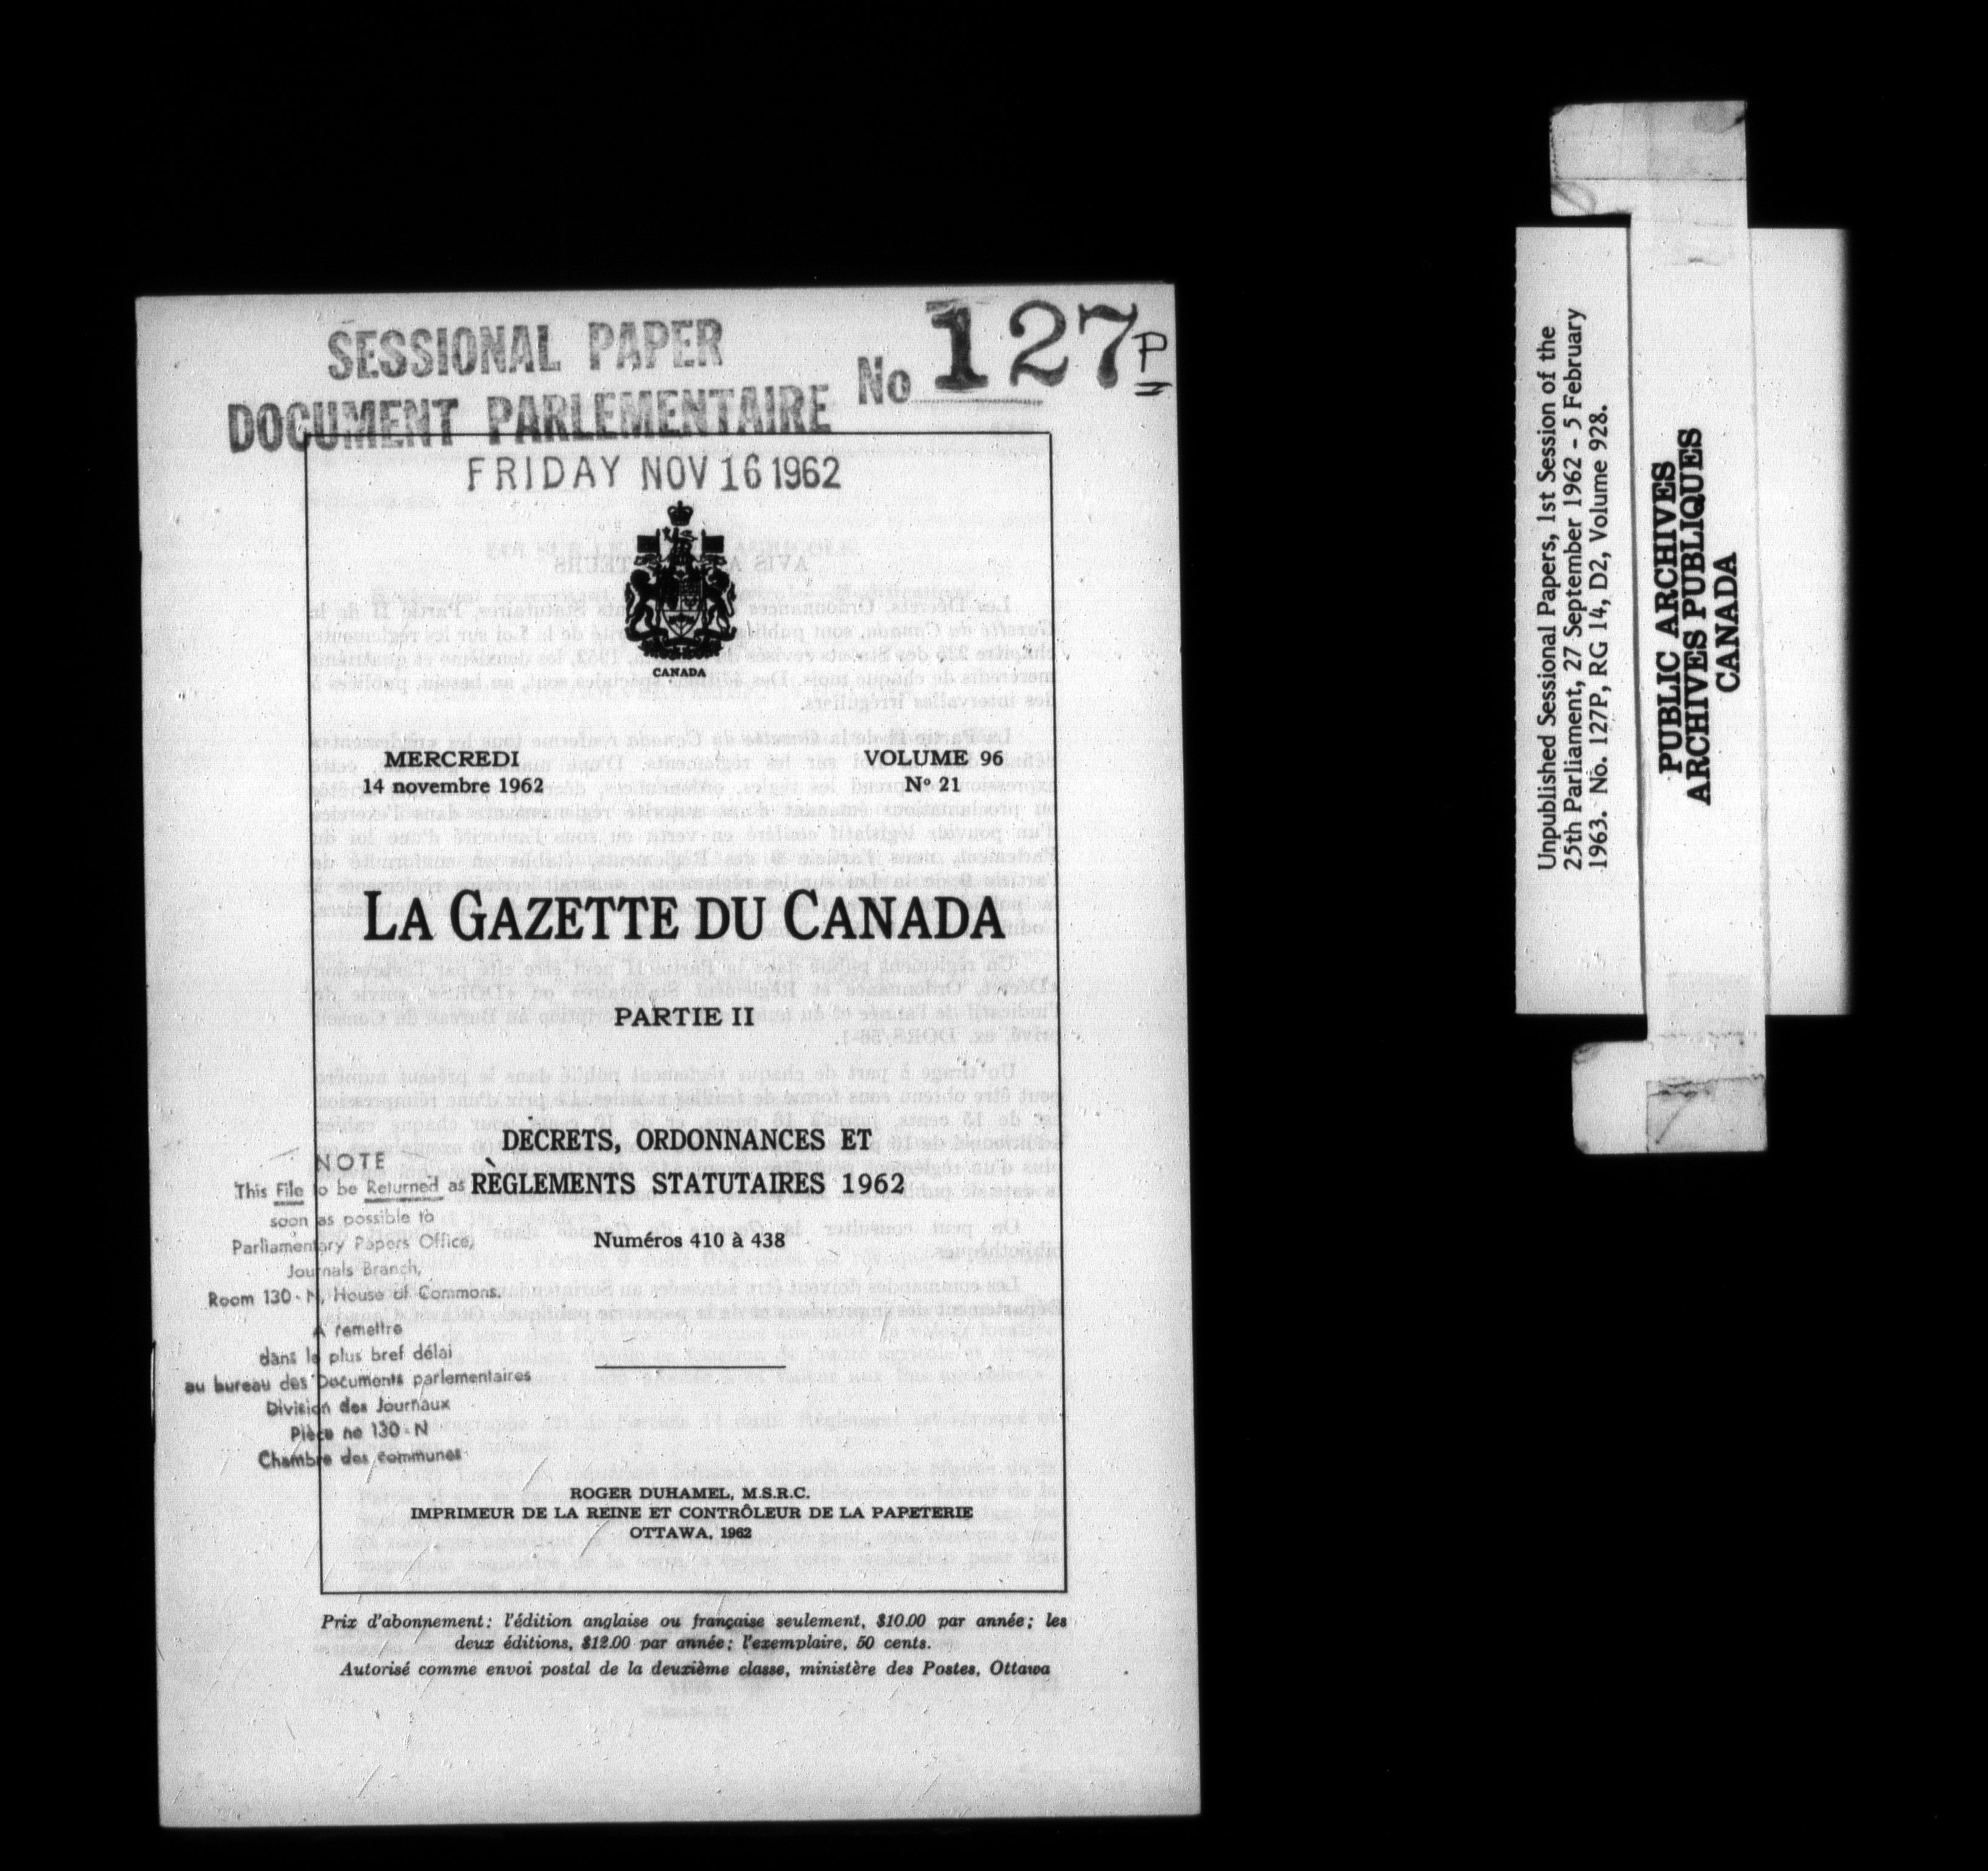 SESSIONAL PAPER
DOCUMENT PARLEMENTAIRE
No 127P
FRIDAY NOV 16 1962
CANADA
MERCREDI
14 novembre 1962
VOLUME 96
Nº 21
LA GAZETTE DU CANADA
PARTIE II
DECRETS, ORDONNANCES ET
RÈGLEMENTS STATUTAIRES 1962
Numéros 410 à 438
NOTE
This File to be Returned as
soon as possible to
Parliamentary Papers Office,
Journals Branch,
Room 130-N, House of Commons.
A remettre
dans le plus bref délai
au bureau des Documents parlementaires
Division des Journaux
Pièce no 130-N
Chambre des communes
ROGER DUHAMEL, M.S.R.C.
IMPRIMEUR DE LA REINE ET CONTRÔLEUR DE LA PAPETERIE
OTTAWA, 1962
Prix d'abonnement: l'édition anglaise ou française seulement, $10.00 par année; les
deux éditions, $12.00 par année; l'exemplaire, 50 cents.
Autorisé comme envoi postal de la deuxième classe, ministère des Postes, Ottawa
Unpublished Sessional Papers, 1st Session of the
25th Parliament, 27 September 1962 - 5 February
1963. No. 127P, RG 14, D2, Volume 928.
PUBLIC ARCHIVES
ARCHIVES PUBLIQUES
CANADA